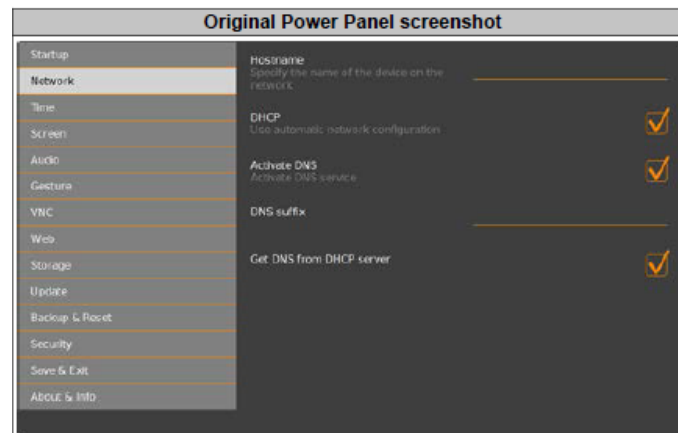 Original Power Panel screenshot
Startup
Network
Time
Screen
Audio
Gesture
VNC
Web
Storage
Update
Backup & Reset
Security
Save & Exit
About & Info
Hostname
Specify the name of the device on the
network
DHCP
Use automatic network configuration
Activate DNS
Activate DNS service
DNS suffix
Get DNS from DHCP server